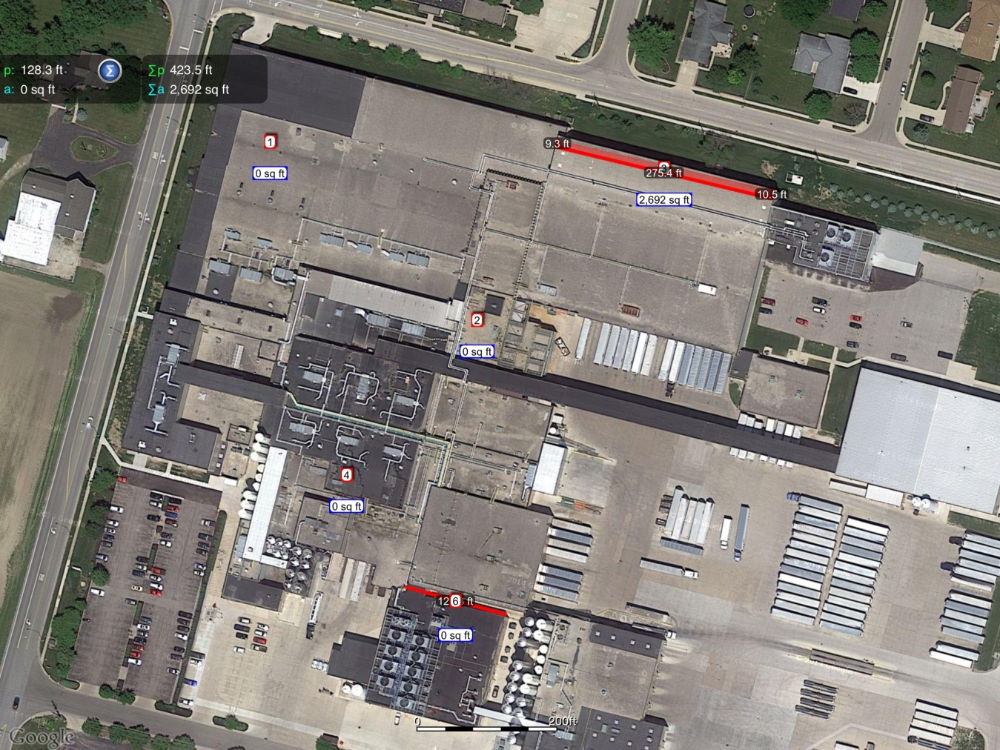 p: 128.3 ft
∑
∑p 423.5 ft
a: 0 sq ft
∑a 2,692 sq ft
1
0 sq ft
9.3 ft
275.4 ft
10.5 ft
2,692 sq ft
2
0 sq ft
4
0 sq ft
6
ft
0 sq ft
0
200ft
Google